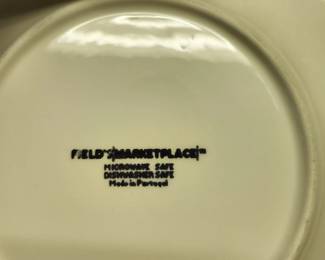 FIELD'S MARKETPLACE™
MICROWAVE SAFE
DISHWASHER SAFE
Made in Portugal